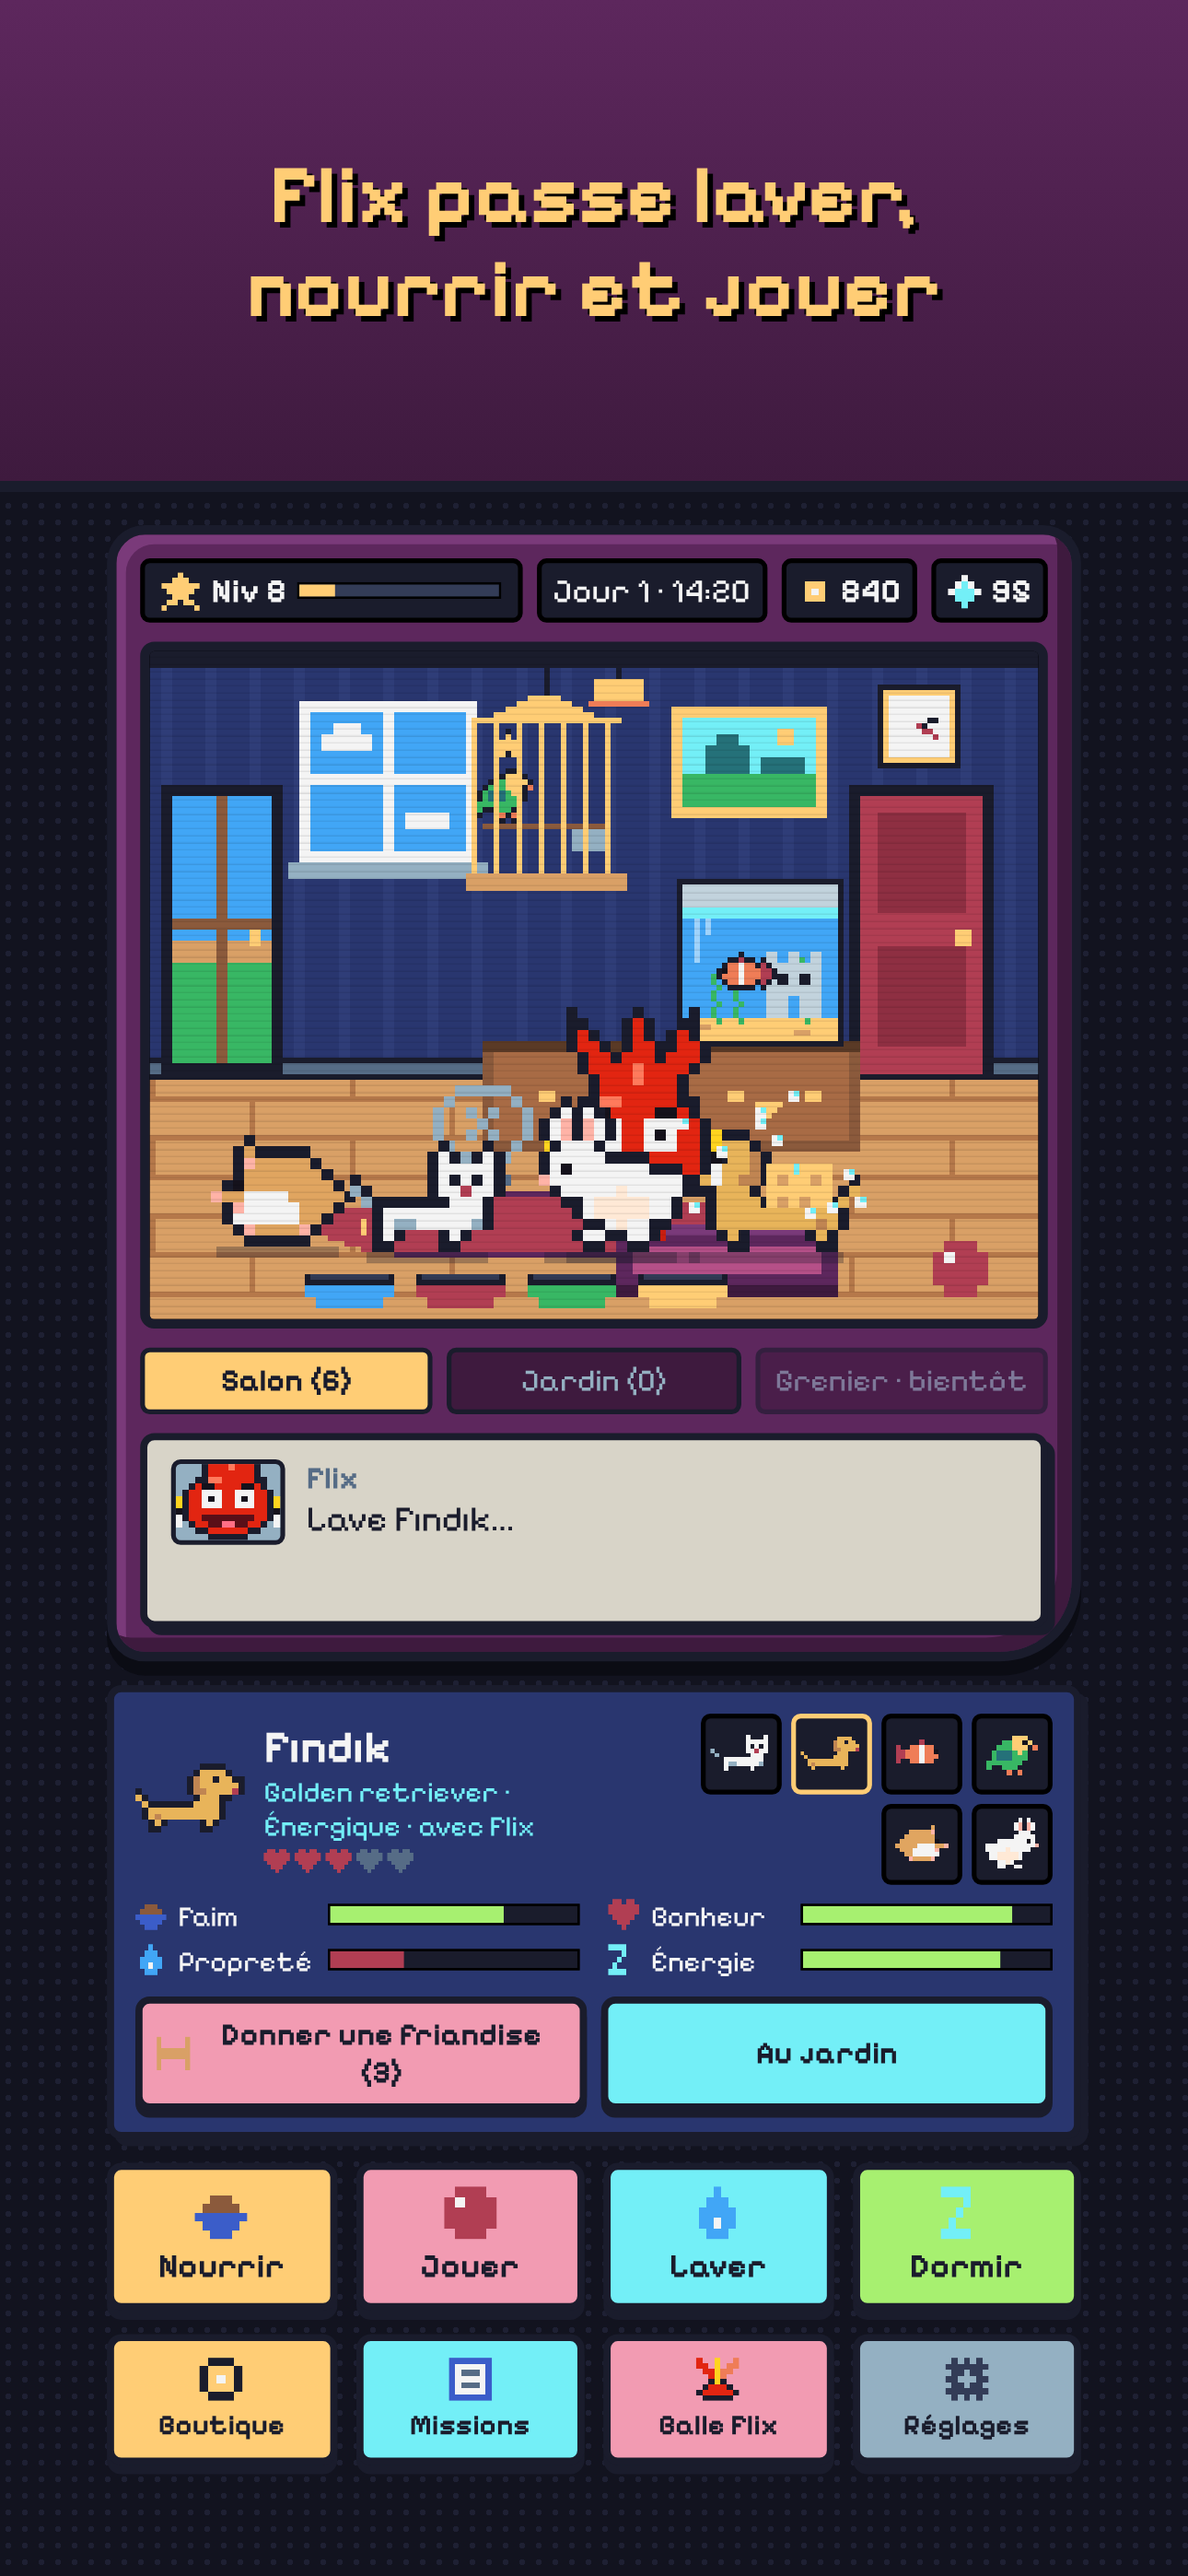 Flix passe laver,
nourrir et jouer
Niv 8
Jour 1 · 14:20
840
95
Salon (6)
Jardin (0)
Grenier · bientôt
Flix
Lave Fındık...
Fındık
Golden retriever ·
Énergique · avec Flix
Faim
Bonheur
Propreté
Énergie
Donner une friandise
(3)
Au jardin
Nourrir
Jouer
Laver
Dormir
Boutique
Missions
Balle Flix
Réglages